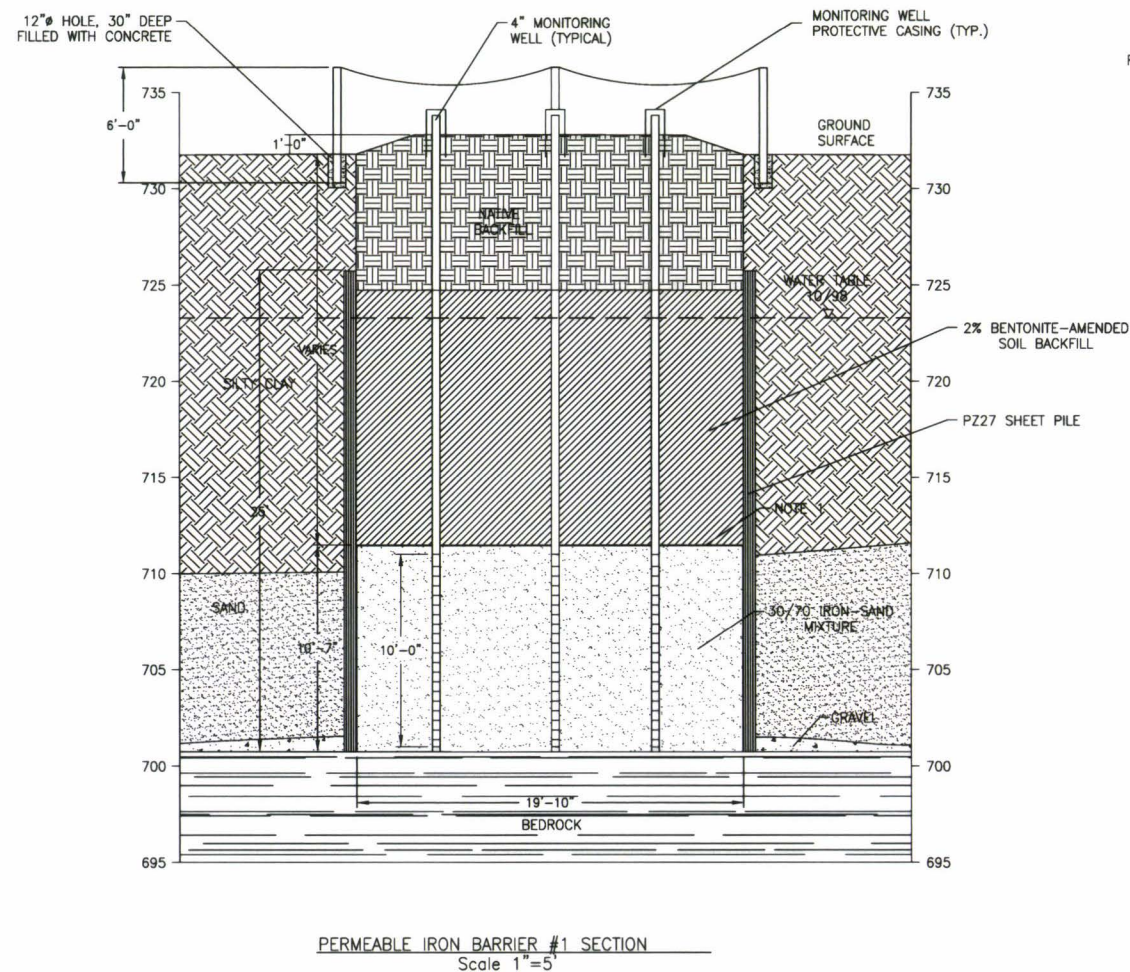 12"ø HOLE, 30" DEEP
FILLED WITH CONCRETE
4" MONITORING
WELL (TYPICAL)
MONITORING WELL
PROTECTIVE CASING (TYP.)
735
735
6'-0"
1'-0"
GROUND
SURFACE
730
730
NATIVE
BACKFILL
725
725
WATER TABLE
10/98
2% BENTONITE-AMENDED
SOIL BACKFILL
VARIES
720
720
SILTY CLAY
PZ27 SHEET PILE
715
715
25'
NOTE 1
710
710
SAND
30/70 IRON-SAND
MIXTURE
10'-7"
10'-0"
705
705
GRAVEL
700
700
19'-10"
BEDROCK
695
695
PERMEABLE IRON BARRIER #1 SECTION
Scale 1"=5'